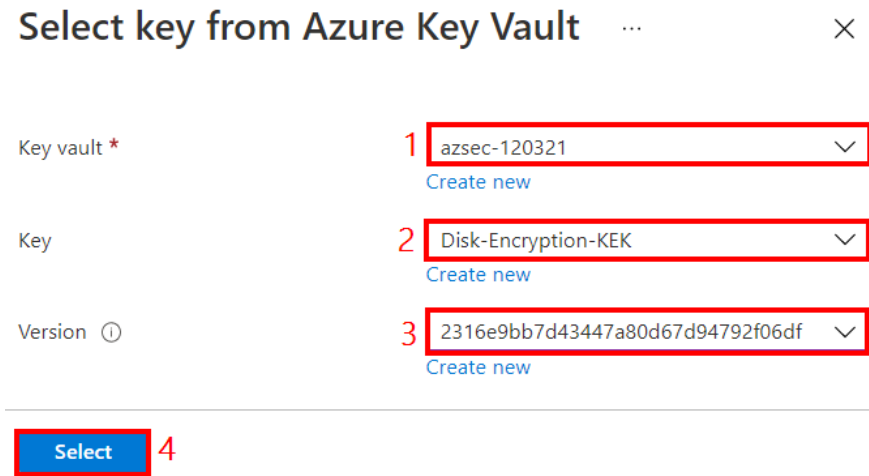 Select key from Azure Key Vault ...
Key vault * 1 azsec-120321
Create new
Key 2 Disk-Encryption-KEK
Create new
Version 3 2316e9bb7d43447a80d67d94792f06df
Create new
Select 4